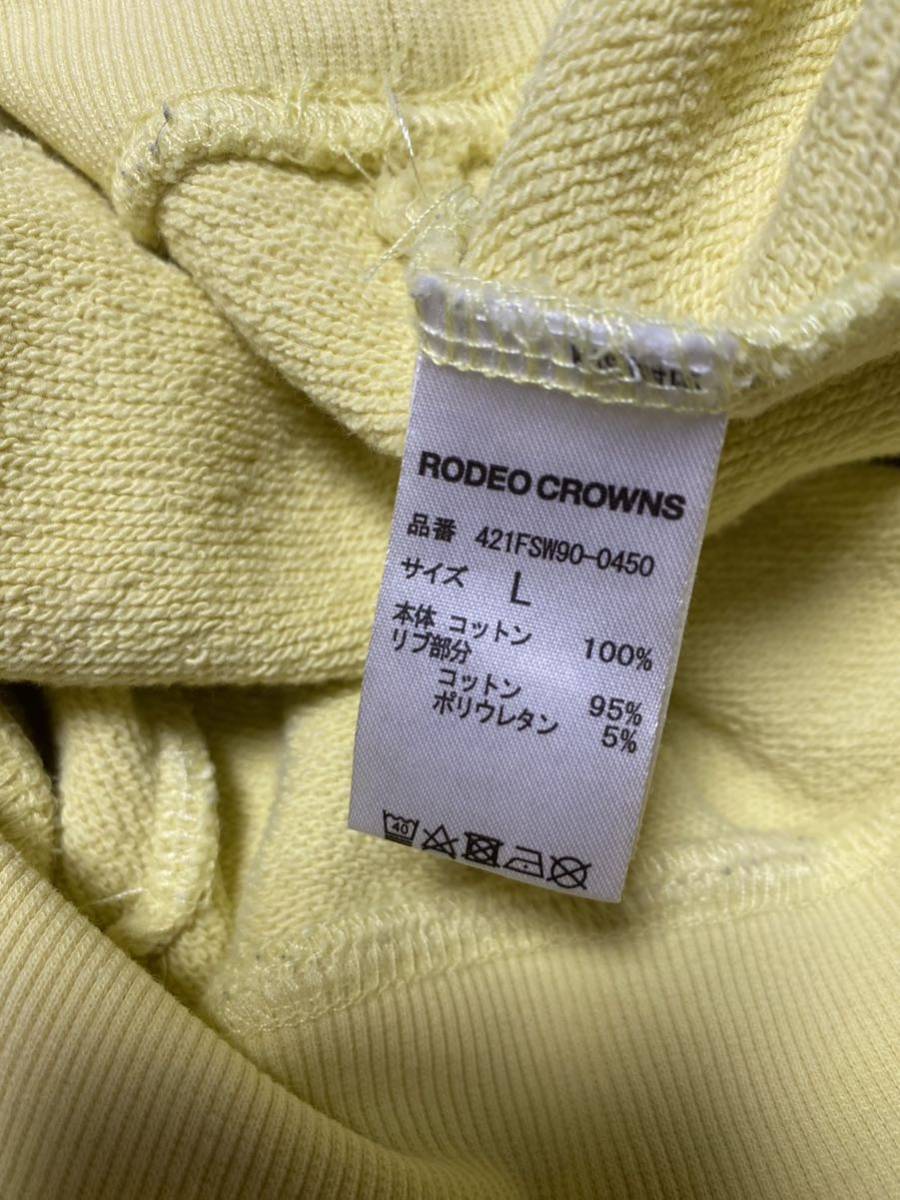 RODEO CROWNS
品番 421FSW90-0450
サイズ L
本体 コットン 100%
リブ部分
コットン 95%
ポリウレタン 5%
40